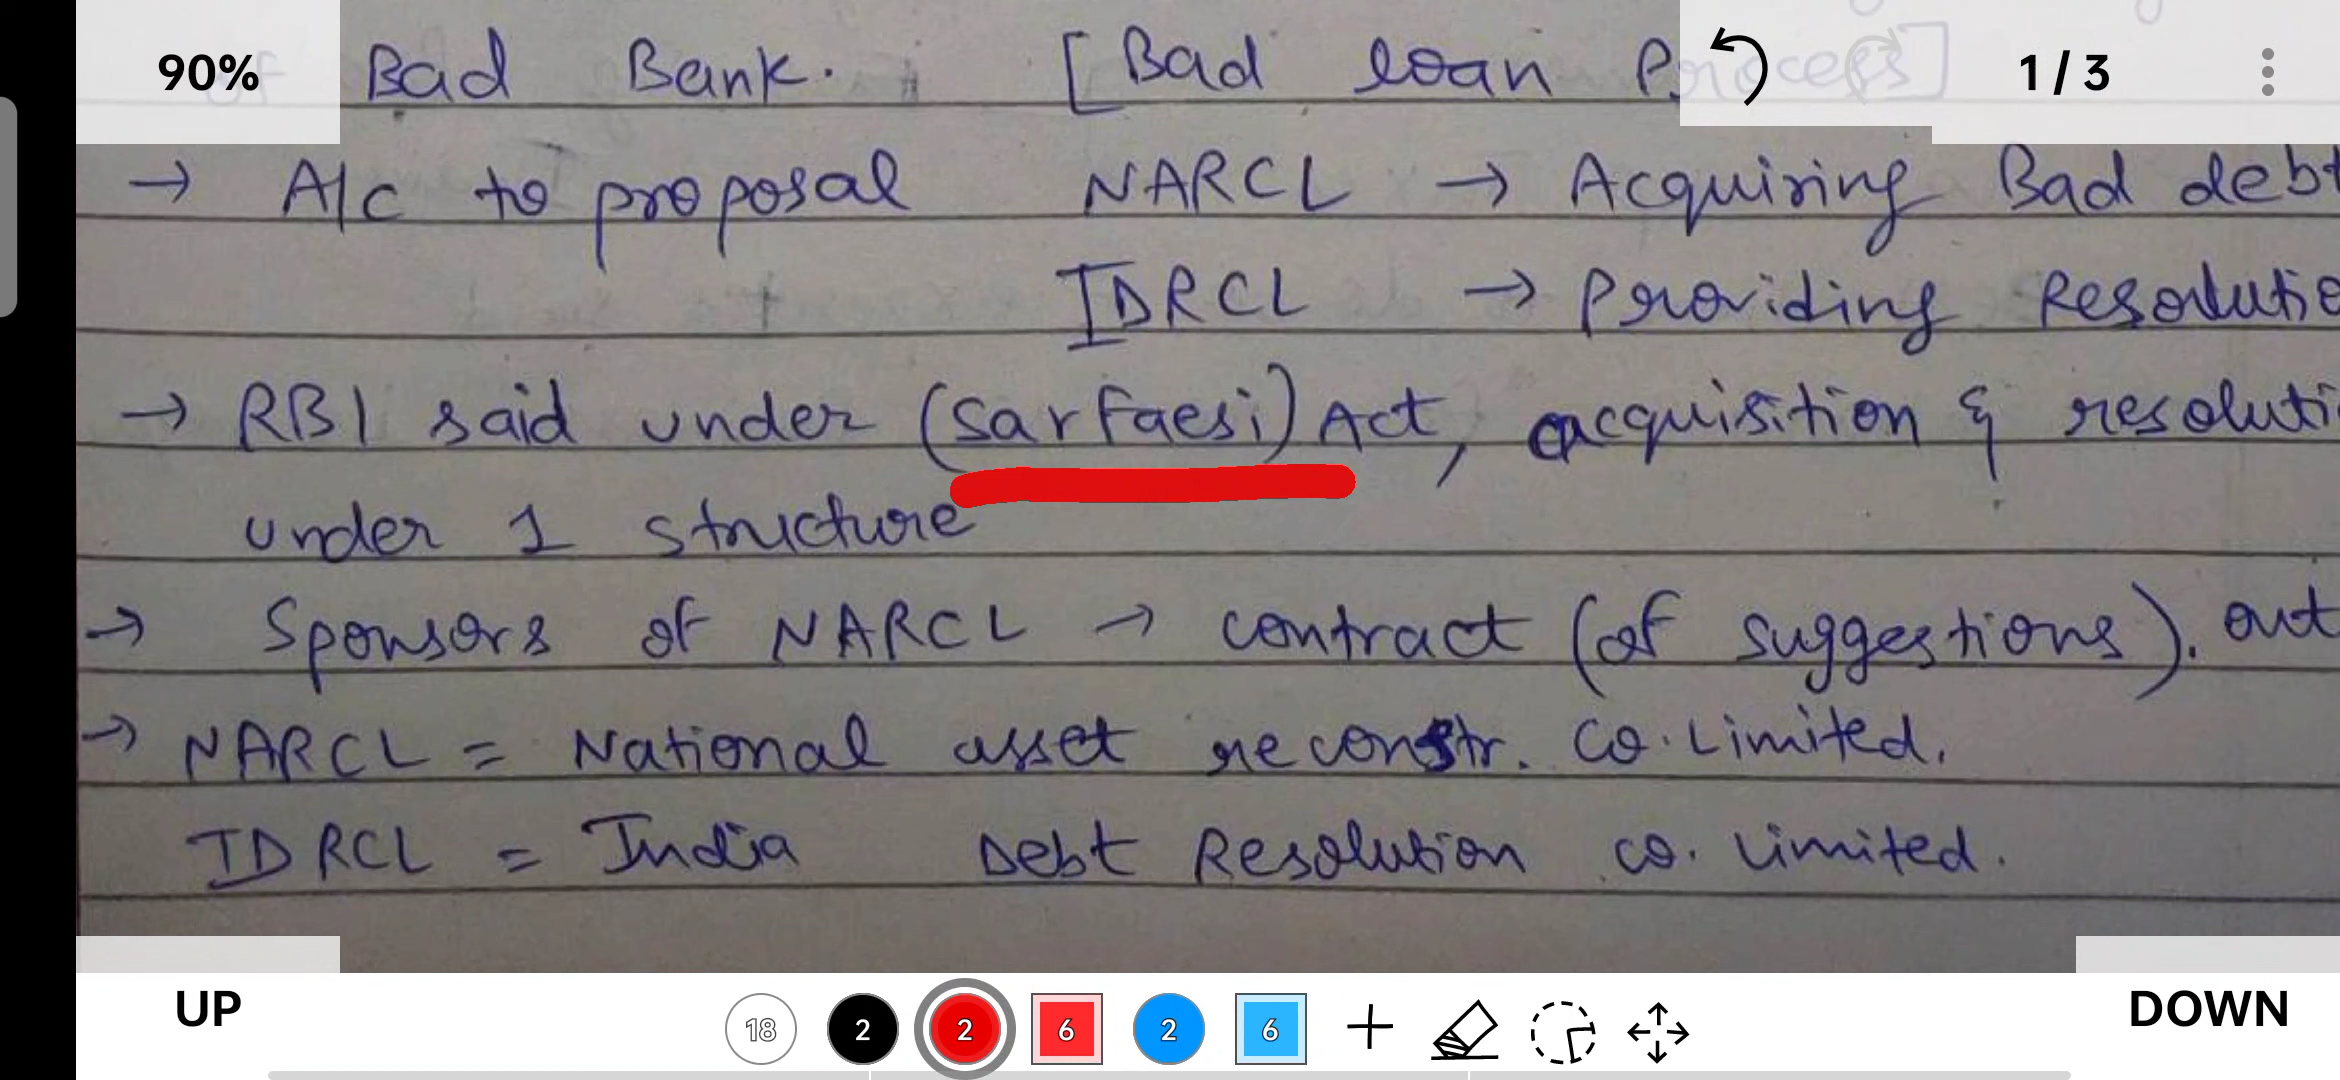 90%
Bad Bank. [Bad loan Process]
1 / 3
→ A/c to proposal NARCL → Acquiring Bad debt
IDRCL → Providing Resolutio
→ RBI said under (Sarfaesi) Act, acquisition & resoluti
under 1 structure
→ Sponsors of NARCL → contract (of suggestions). out
→ NARCL = National asset reconstr. Co. Limited.
IDRCL = India Debt Resolution co. Limited.
UP 18 2 2 6 2 6 DOWN